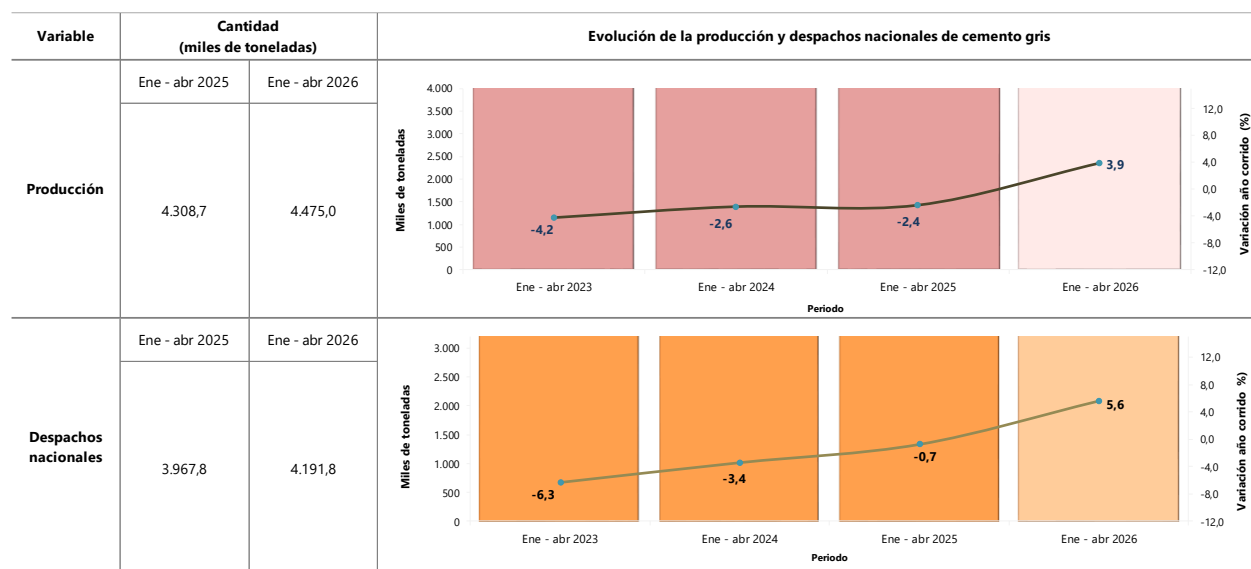 Variable
Cantidad
(miles de toneladas)
Evolución de la producción y despachos nacionales de cemento gris
Producción
Ene - abr 2025
Ene - abr 2026
4.308,7
4.475,0
Miles de toneladas
4.000
3.500
3.000
2.500
2.000
1.500
1.000
500
0
-4,2
-2,6
-2,4
3,9
12,0
8,0
4,0
0,0
-4,0
-8,0
-12,0
Variación año corrido (%)
Ene - abr 2023
Ene - abr 2024
Ene - abr 2025
Ene - abr 2026
Periodo
Despachos
nacionales
Ene - abr 2025
Ene - abr 2026
3.967,8
4.191,8
Miles de toneladas
3.000
2.500
2.000
1.500
1.000
500
0
-6,3
-3,4
-0,7
5,6
12,0
8,0
4,0
0,0
-4,0
-8,0
-12,0
Variación año corrido %)
Ene - abr 2023
Ene - abr 2024
Ene - abr 2025
Ene - abr 2026
Periodo